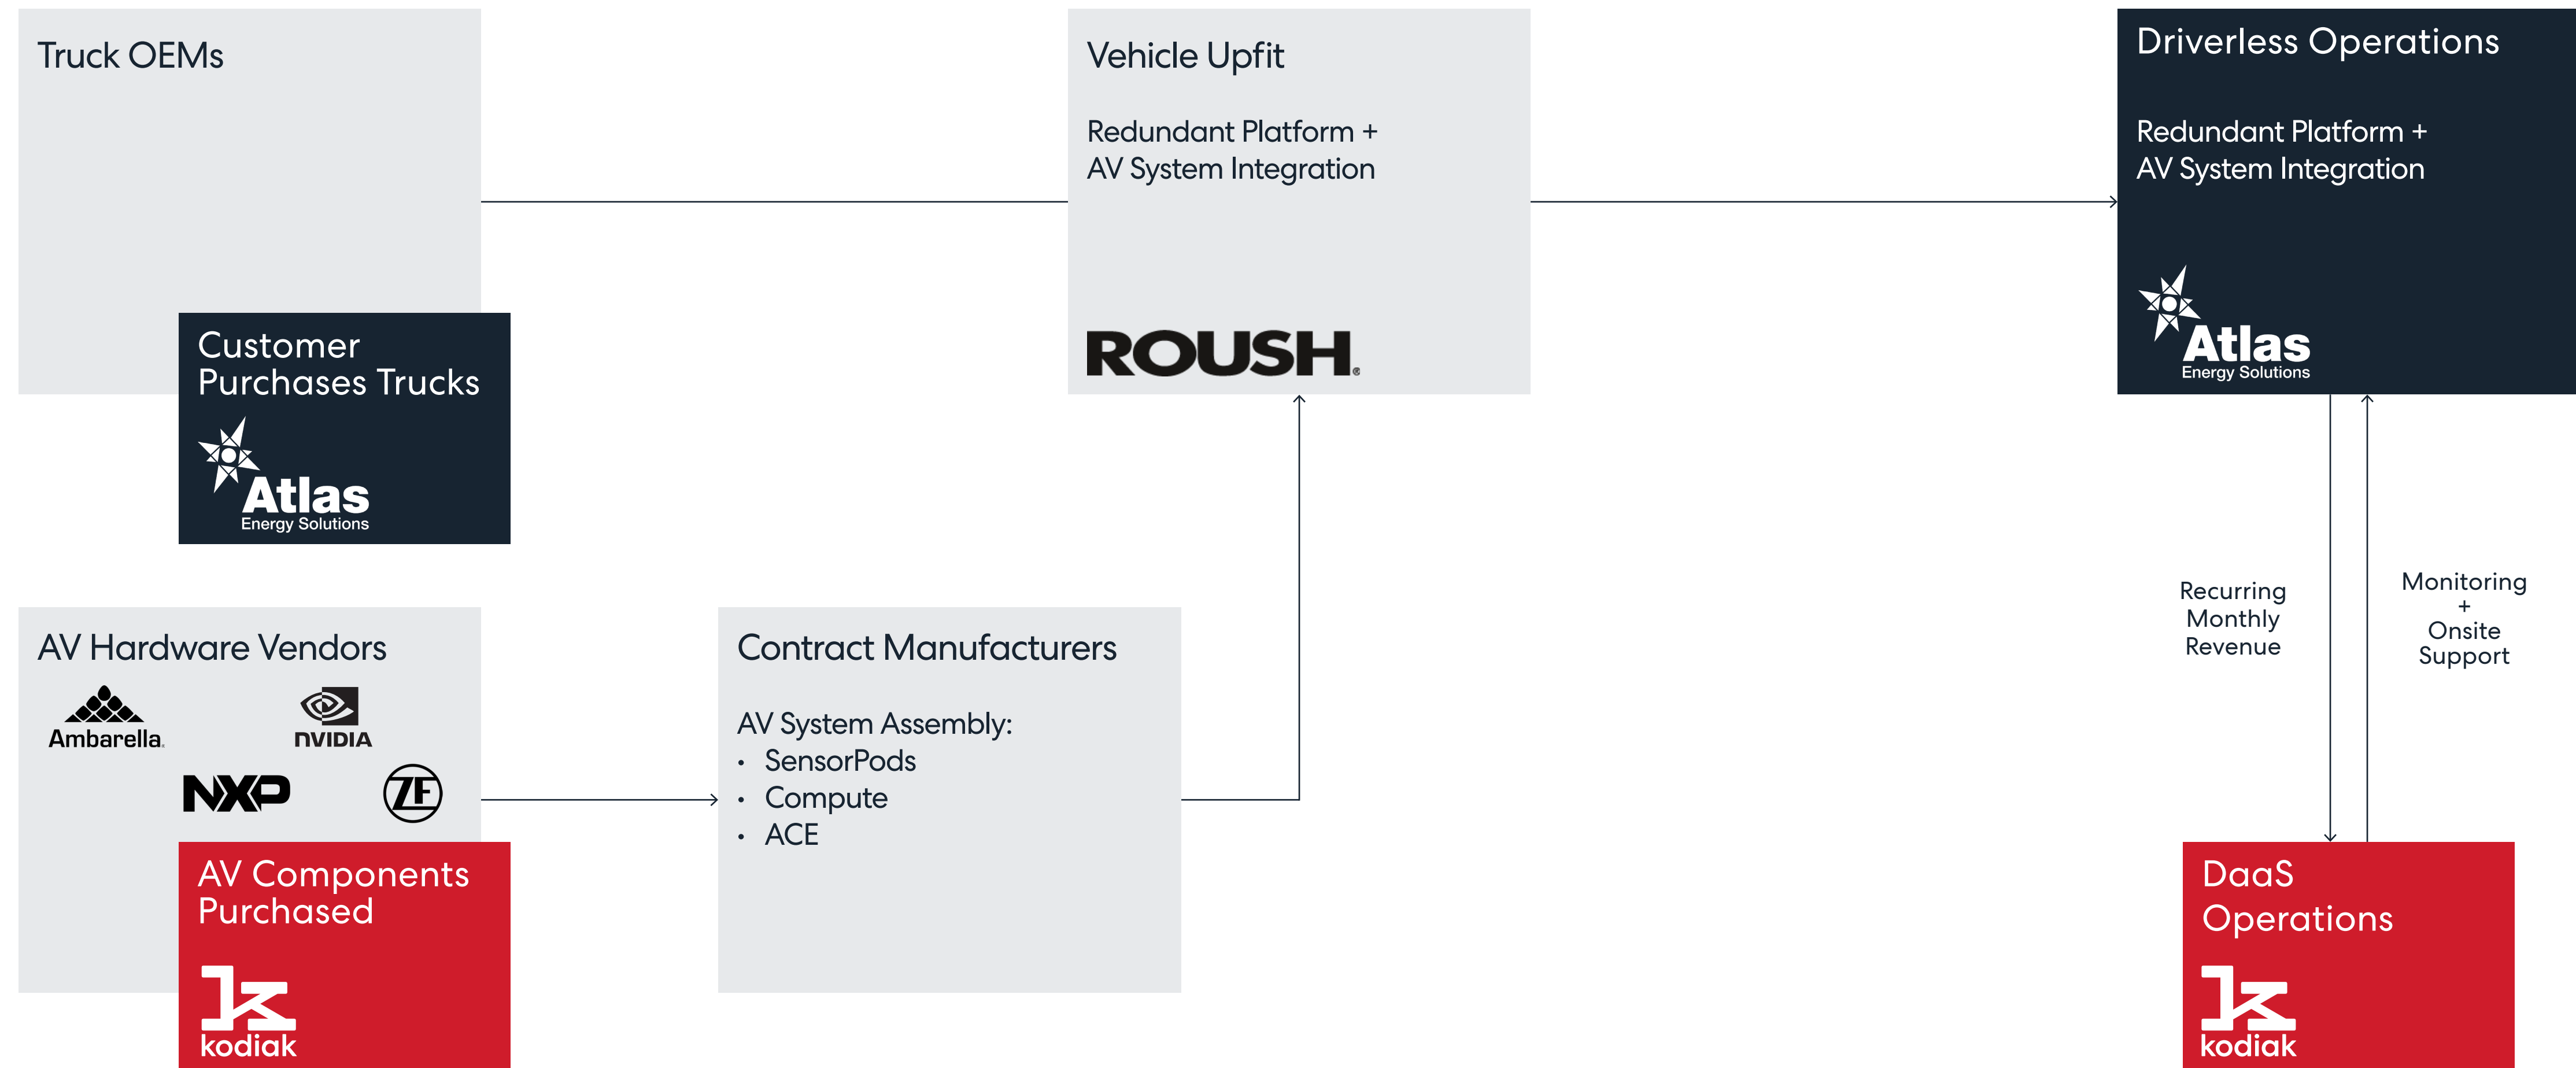 Truck OEMs
Customer
Purchases Trucks
Atlas
Energy Solutions
Vehicle Upfit
Redundant Platform +
AV System Integration
ROUSH®
Driverless Operations
Redundant Platform +
AV System Integration
Atlas
Energy Solutions
AV Hardware Vendors
Ambarella
NVIDIA
NXP
ZF
AV Components
Purchased
kodiak
Contract Manufacturers
AV System Assembly:
• SensorPods
• Compute
• ACE
Recurring
Monthly
Revenue
Monitoring
+
Onsite
Support
DaaS
Operations
kodiak